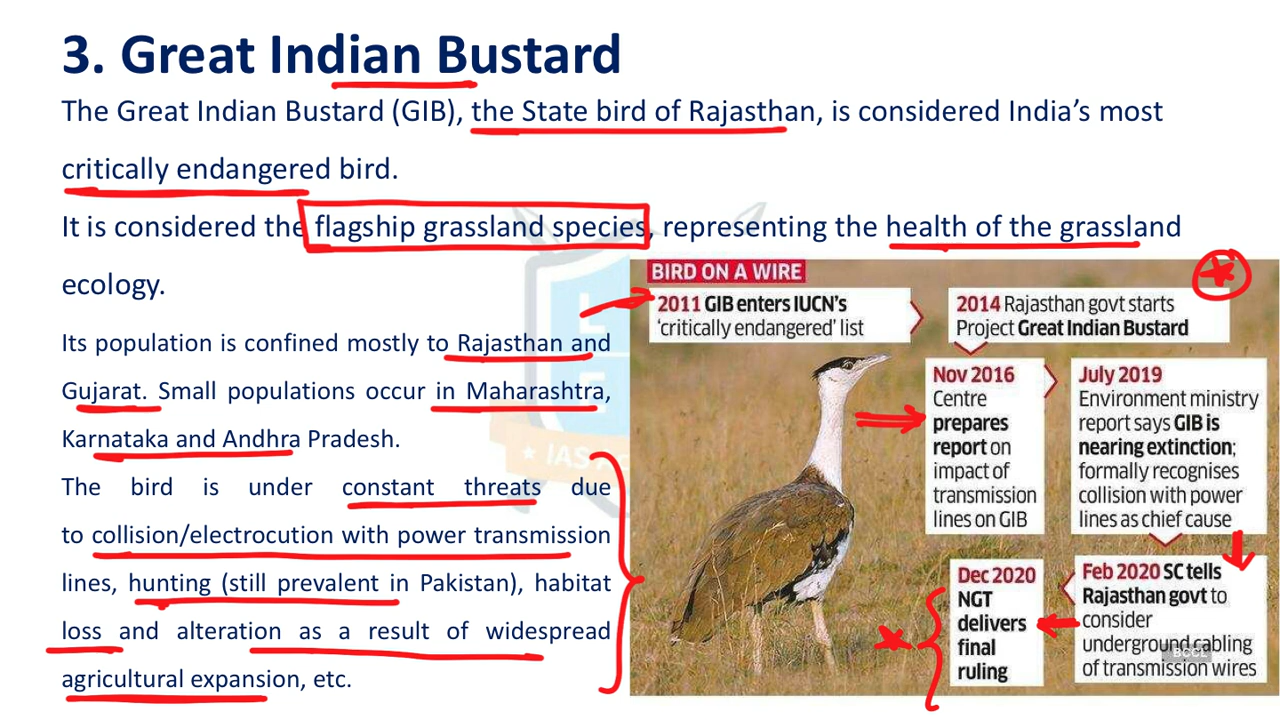 3. Great Indian Bustard
The Great Indian Bustard (GIB), the State bird of Rajasthan, is considered India’s most
critically endangered bird.
It is considered the flagship grassland species, representing the health of the grassland
ecology.
Its population is confined mostly to Rajasthan and
Gujarat. Small populations occur in Maharashtra,
Karnataka and Andhra Pradesh.
The bird is under constant threats due
to collision/electrocution with power transmission
lines, hunting (still prevalent in Pakistan), habitat
loss and alteration as a result of widespread
agricultural expansion, etc.
BIRD ON A WIRE
2011 GIB enters IUCN’s
‘critically endangered’ list
2014 Rajasthan govt starts
Project Great Indian Bustard
Nov 2016
Centre
prepares
report on
impact of
transmission
lines on GIB
July 2019
Environment ministry
report says GIB is
nearing extinction;
formally recognises
collision with power
lines as chief cause
Feb 2020 SC tells
Rajasthan govt to
consider
underground cabling
of transmission wires
Dec 2020
NGT
delivers
final
ruling
BCCL
IAS